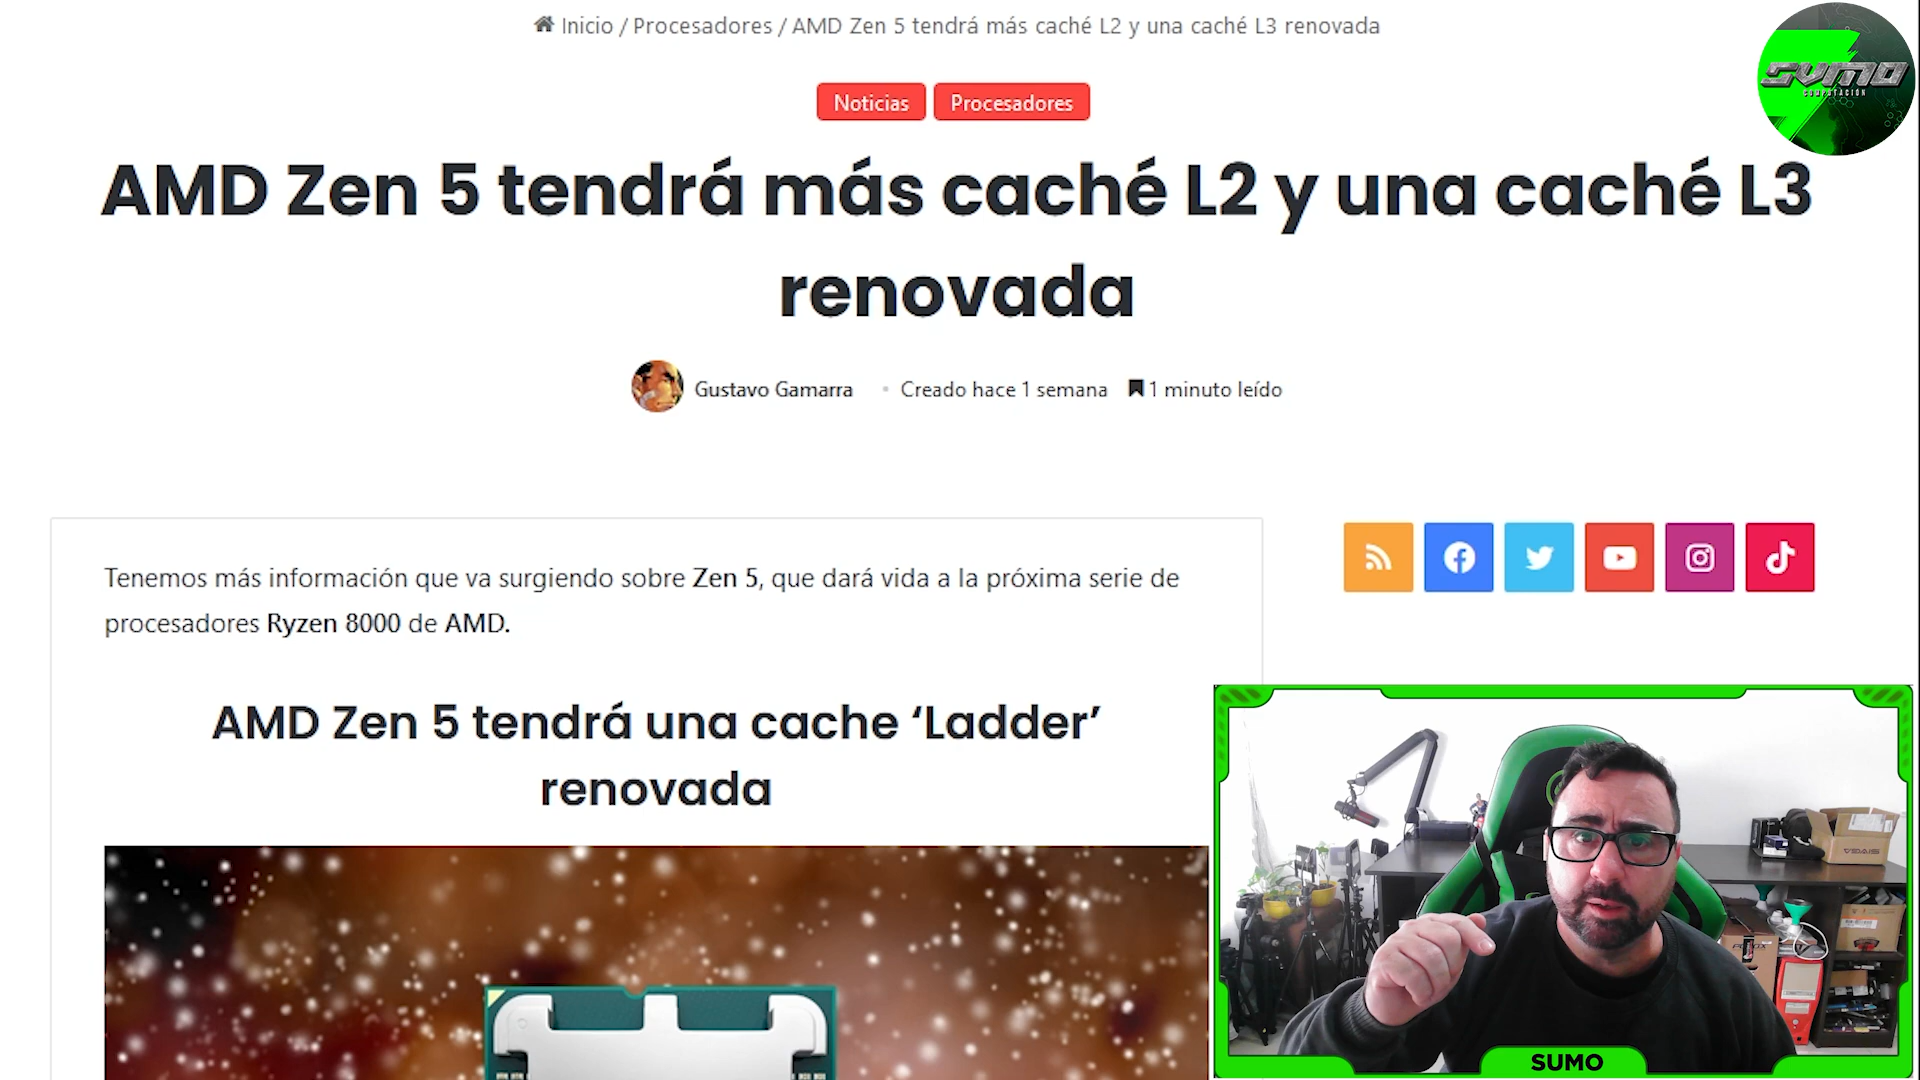 Inicio / Procesadores / AMD Zen 5 tendrá más caché L2 y una caché L3 renovada
SVMO
COMPUTACIÓN
Noticias
Procesadores
AMD Zen 5 tendrá más caché L2 y una caché L3
renovada
Gustavo Gamarra
Creado hace 1 semana
1 minuto leído
Tenemos más información que va surgiendo sobre Zen 5, que dará vida a la próxima serie de
procesadores Ryzen 8000 de AMD.
AMD Zen 5 tendrá una cache ‘Ladder’
renovada
SUMO